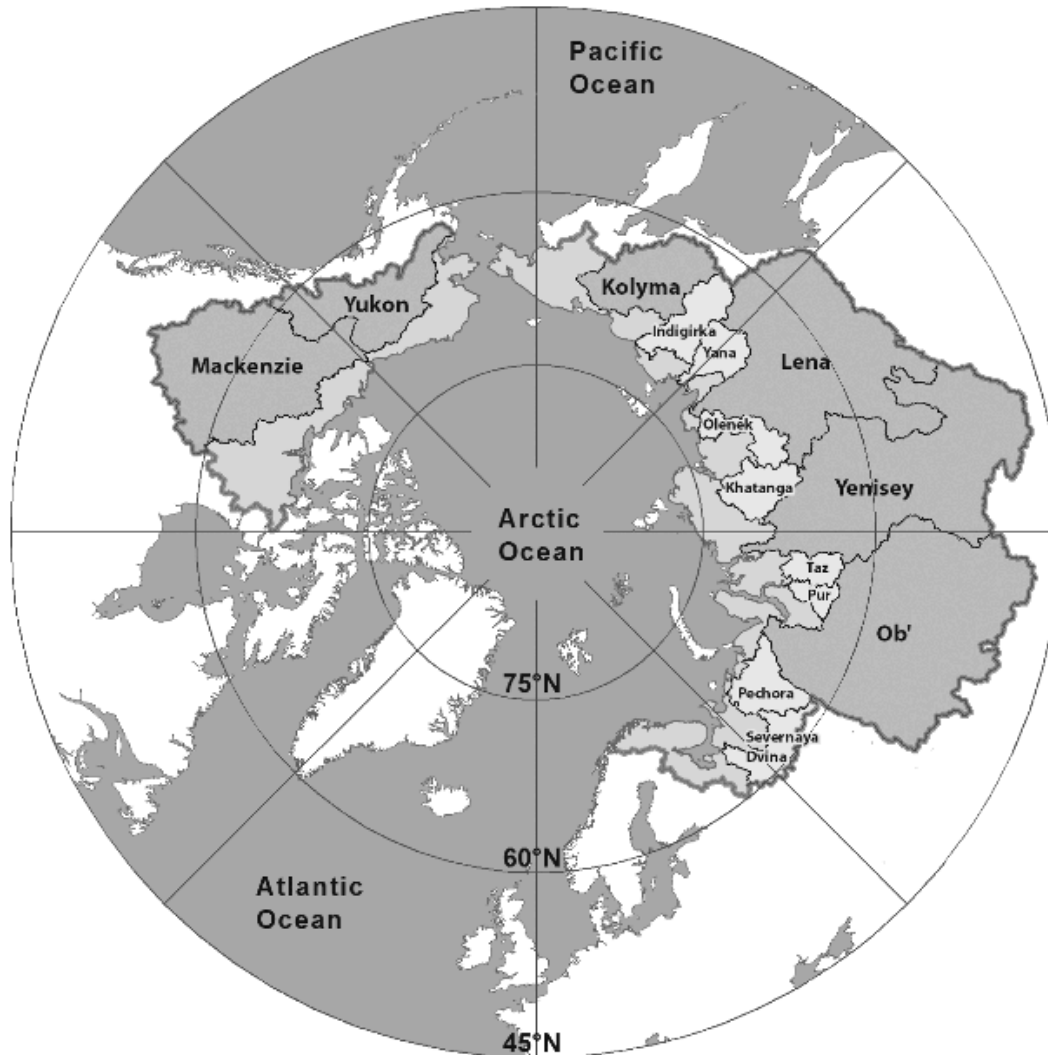 Pacific
Ocean
Kolyma
Yukon
Indigirka
Yana
Mackenzie
Lena
Olenek
Khatanga
Yenisey
Arctic
Ocean
Taz
Pur
Ob'
75°N
Pechora
Severnaya
Dvina
60°N
Atlantic
Ocean
45°N